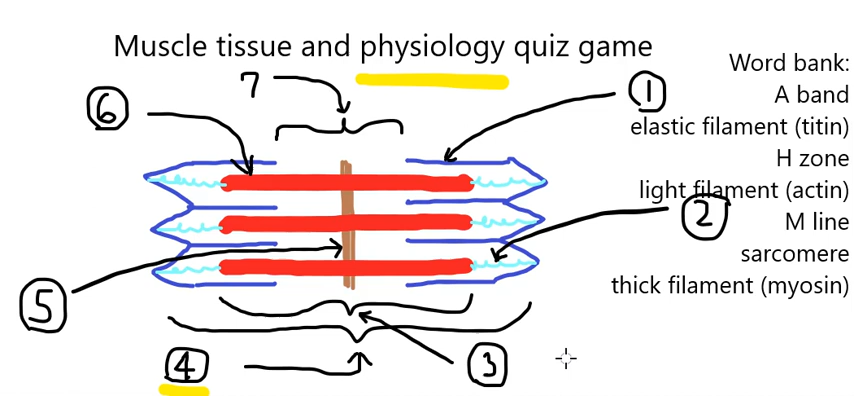 Muscle tissue and physiology quiz game
Word bank:
A band
elastic filament (titin)
H zone
light filament (actin)
M line
sarcomere
thick filament (myosin)
7
6
1
2
5
4
3